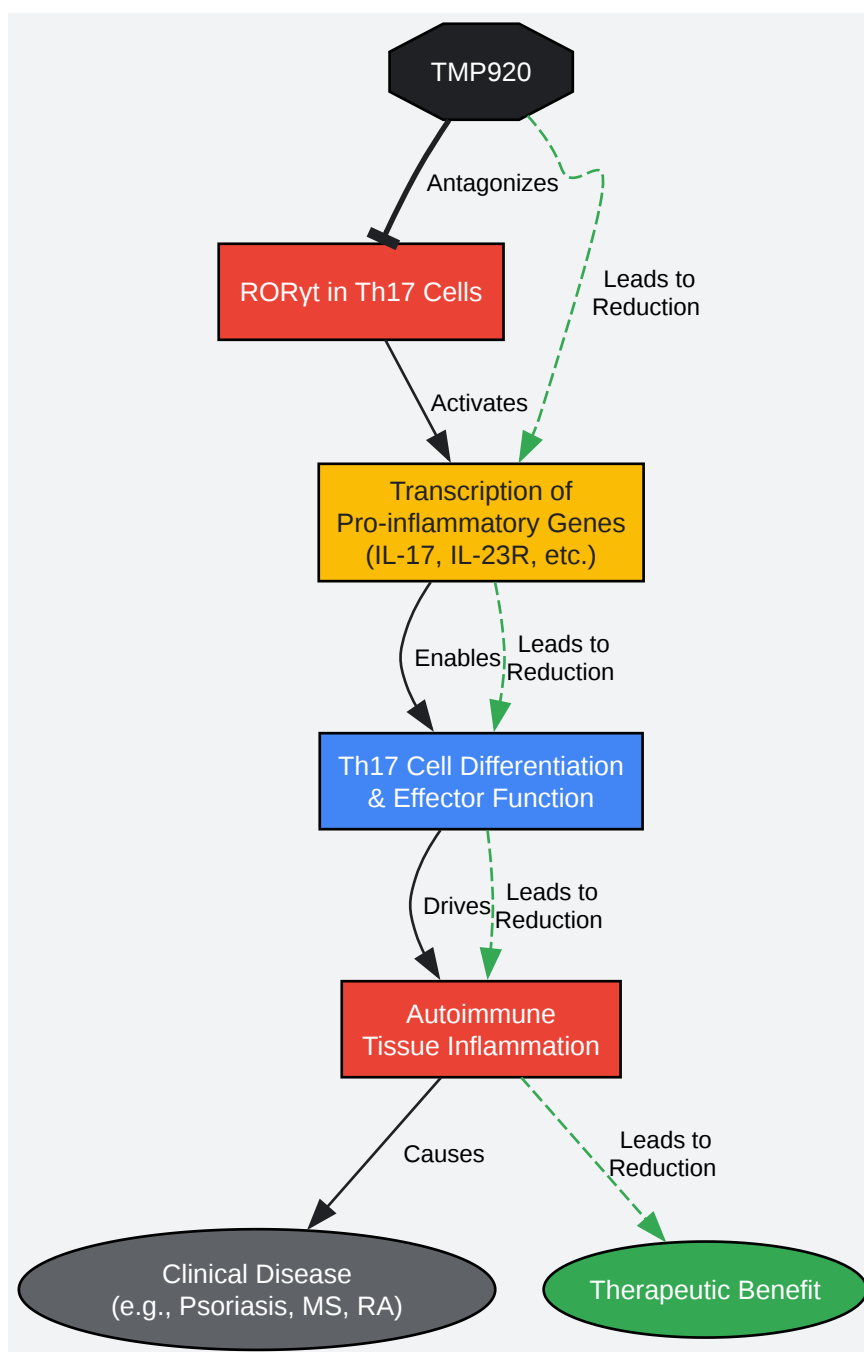 TMP920
Antagonizes
Leads to
Reduction
RORγt in Th17 Cells
Activates
Transcription of
Pro-inflammatory Genes
(IL-17, IL-23R, etc.)
Enables
Leads to
Reduction
Th17 Cell Differentiation
& Effector Function
Drives
Leads to
Reduction
Autoimmune
Tissue Inflammation
Causes
Leads to
Reduction
Clinical Disease
(e.g., Psoriasis, MS, RA)
Therapeutic Benefit